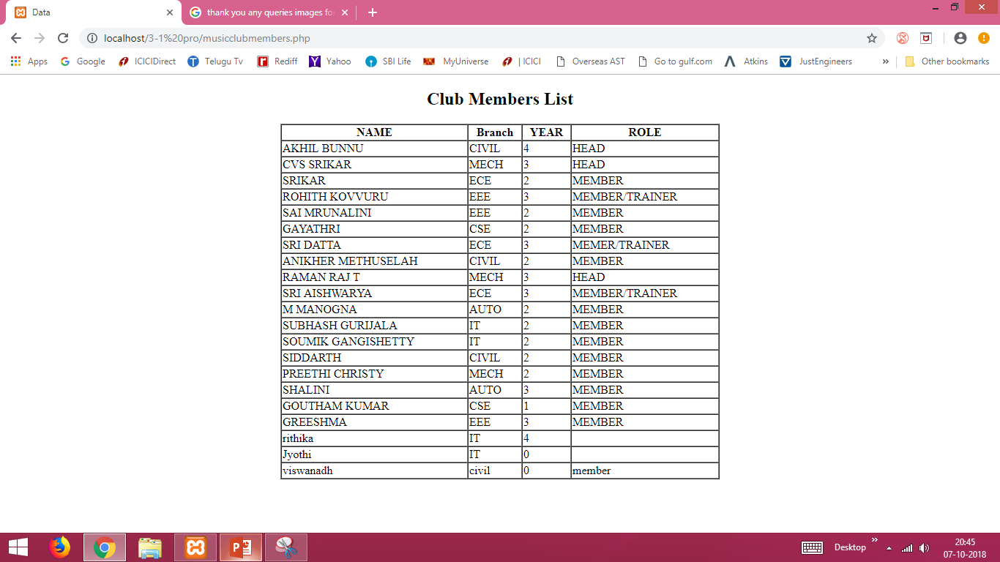 Data
thank you any queries images fo
localhost/3-1%20pro/musicclubmembers.php
Apps Google ICICIDirect Telugu Tv Rediff Yahoo SBI Life MyUniverse | ICICI Overseas AST Go to gulf.com Atkins JustEngineers » Other bookmarks
Club Members List
NAME Branch YEAR ROLE
AKHIL BUNNU CIVIL 4 HEAD
CVS SRIKAR MECH 3 HEAD
SRIKAR ECE 2 MEMBER
ROHITH KOVVURU EEE 3 MEMBER/TRAINER
SAI MRUNALINI EEE 2 MEMBER
GAYATHRI CSE 2 MEMBER
SRI DATTA ECE 3 MEMER/TRAINER
ANIKHER METHUSELAH CIVIL 2 MEMBER
RAMAN RAJ T MECH 3 HEAD
SRI AISHWARYA ECE 3 MEMBER/TRAINER
M MANOGNA AUTO 2 MEMBER
SUBHASH GURIJALA IT 2 MEMBER
SOUMIK GANGISHETTY IT 2 MEMBER
SIDDARTH CIVIL 2 MEMBER
PREETHI CHRISTY MECH 2 MEMBER
SHALINI AUTO 3 MEMBER
GOUTHAM KUMAR CSE 1 MEMBER
GREESHMA EEE 3 MEMBER
rithika IT 4
Jyothi IT 0
viswanadh civil 0 member
Desktop » 20:45
07-10-2018